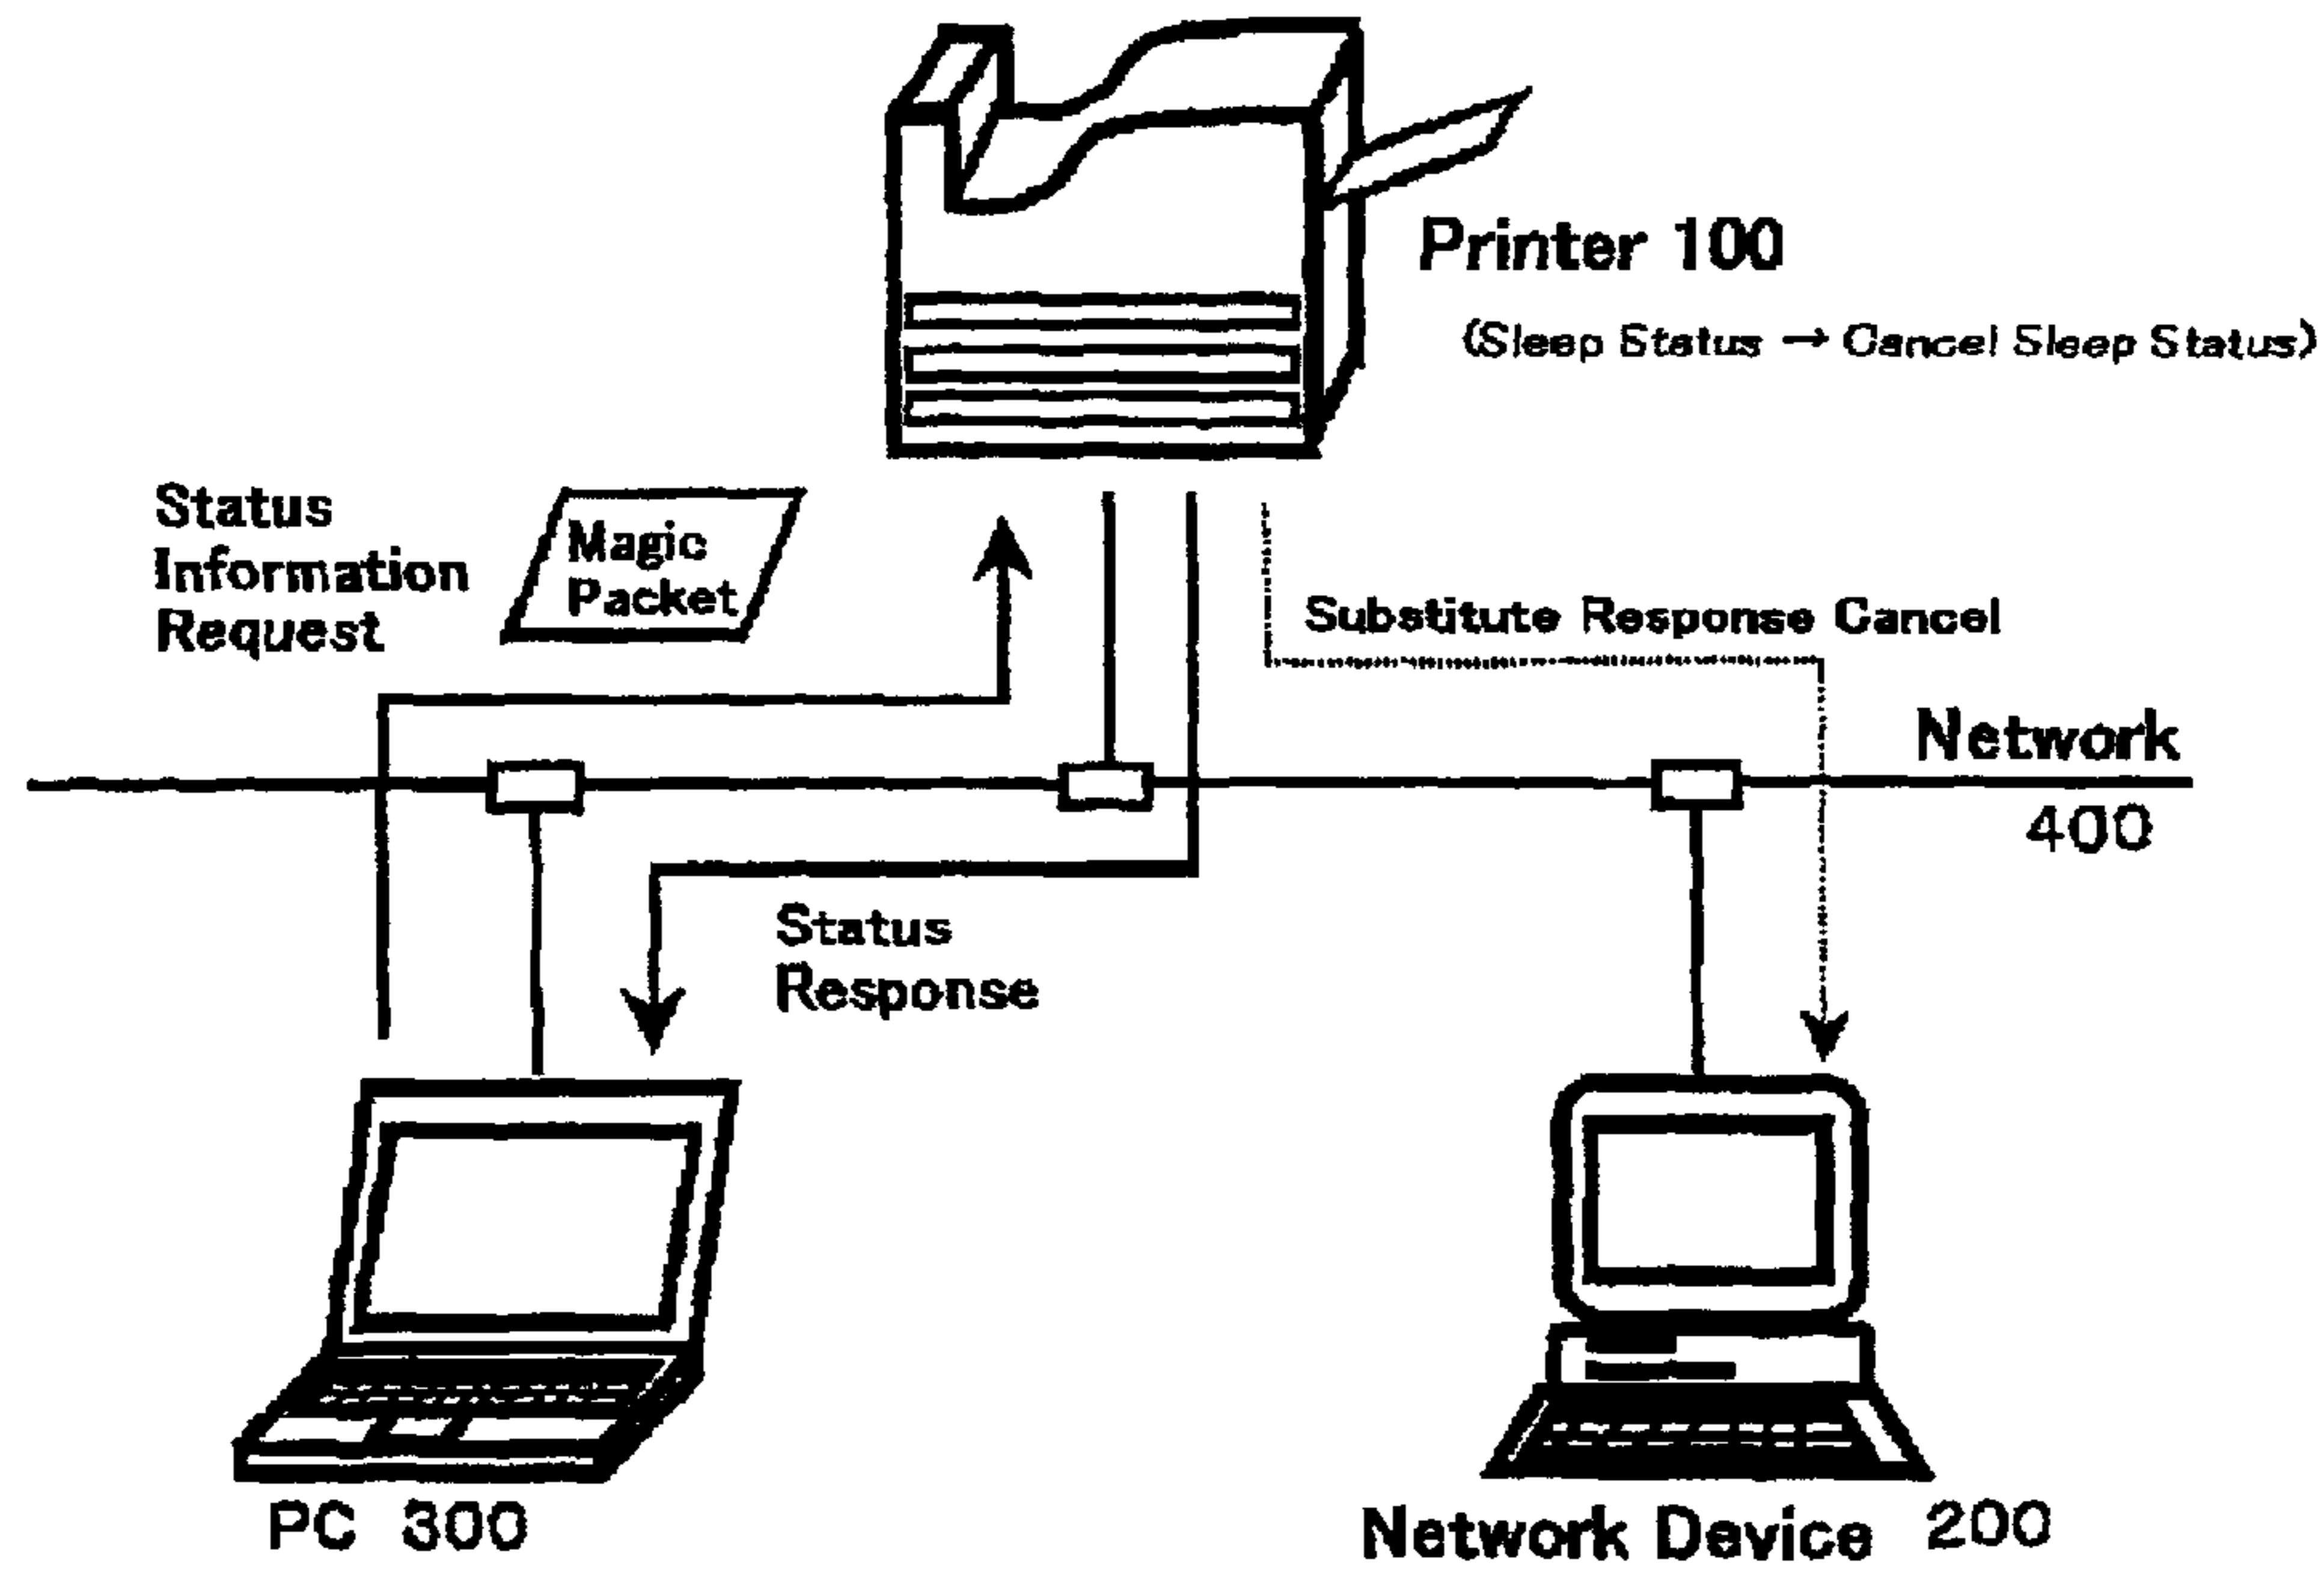 Printer 100
(Sleep Status → Cancel Sleep Status)
Status
Information
Request
Magic
Packet
Substitute Response Cancel
Network
400
Status
Response
PC 300
Network Device 200